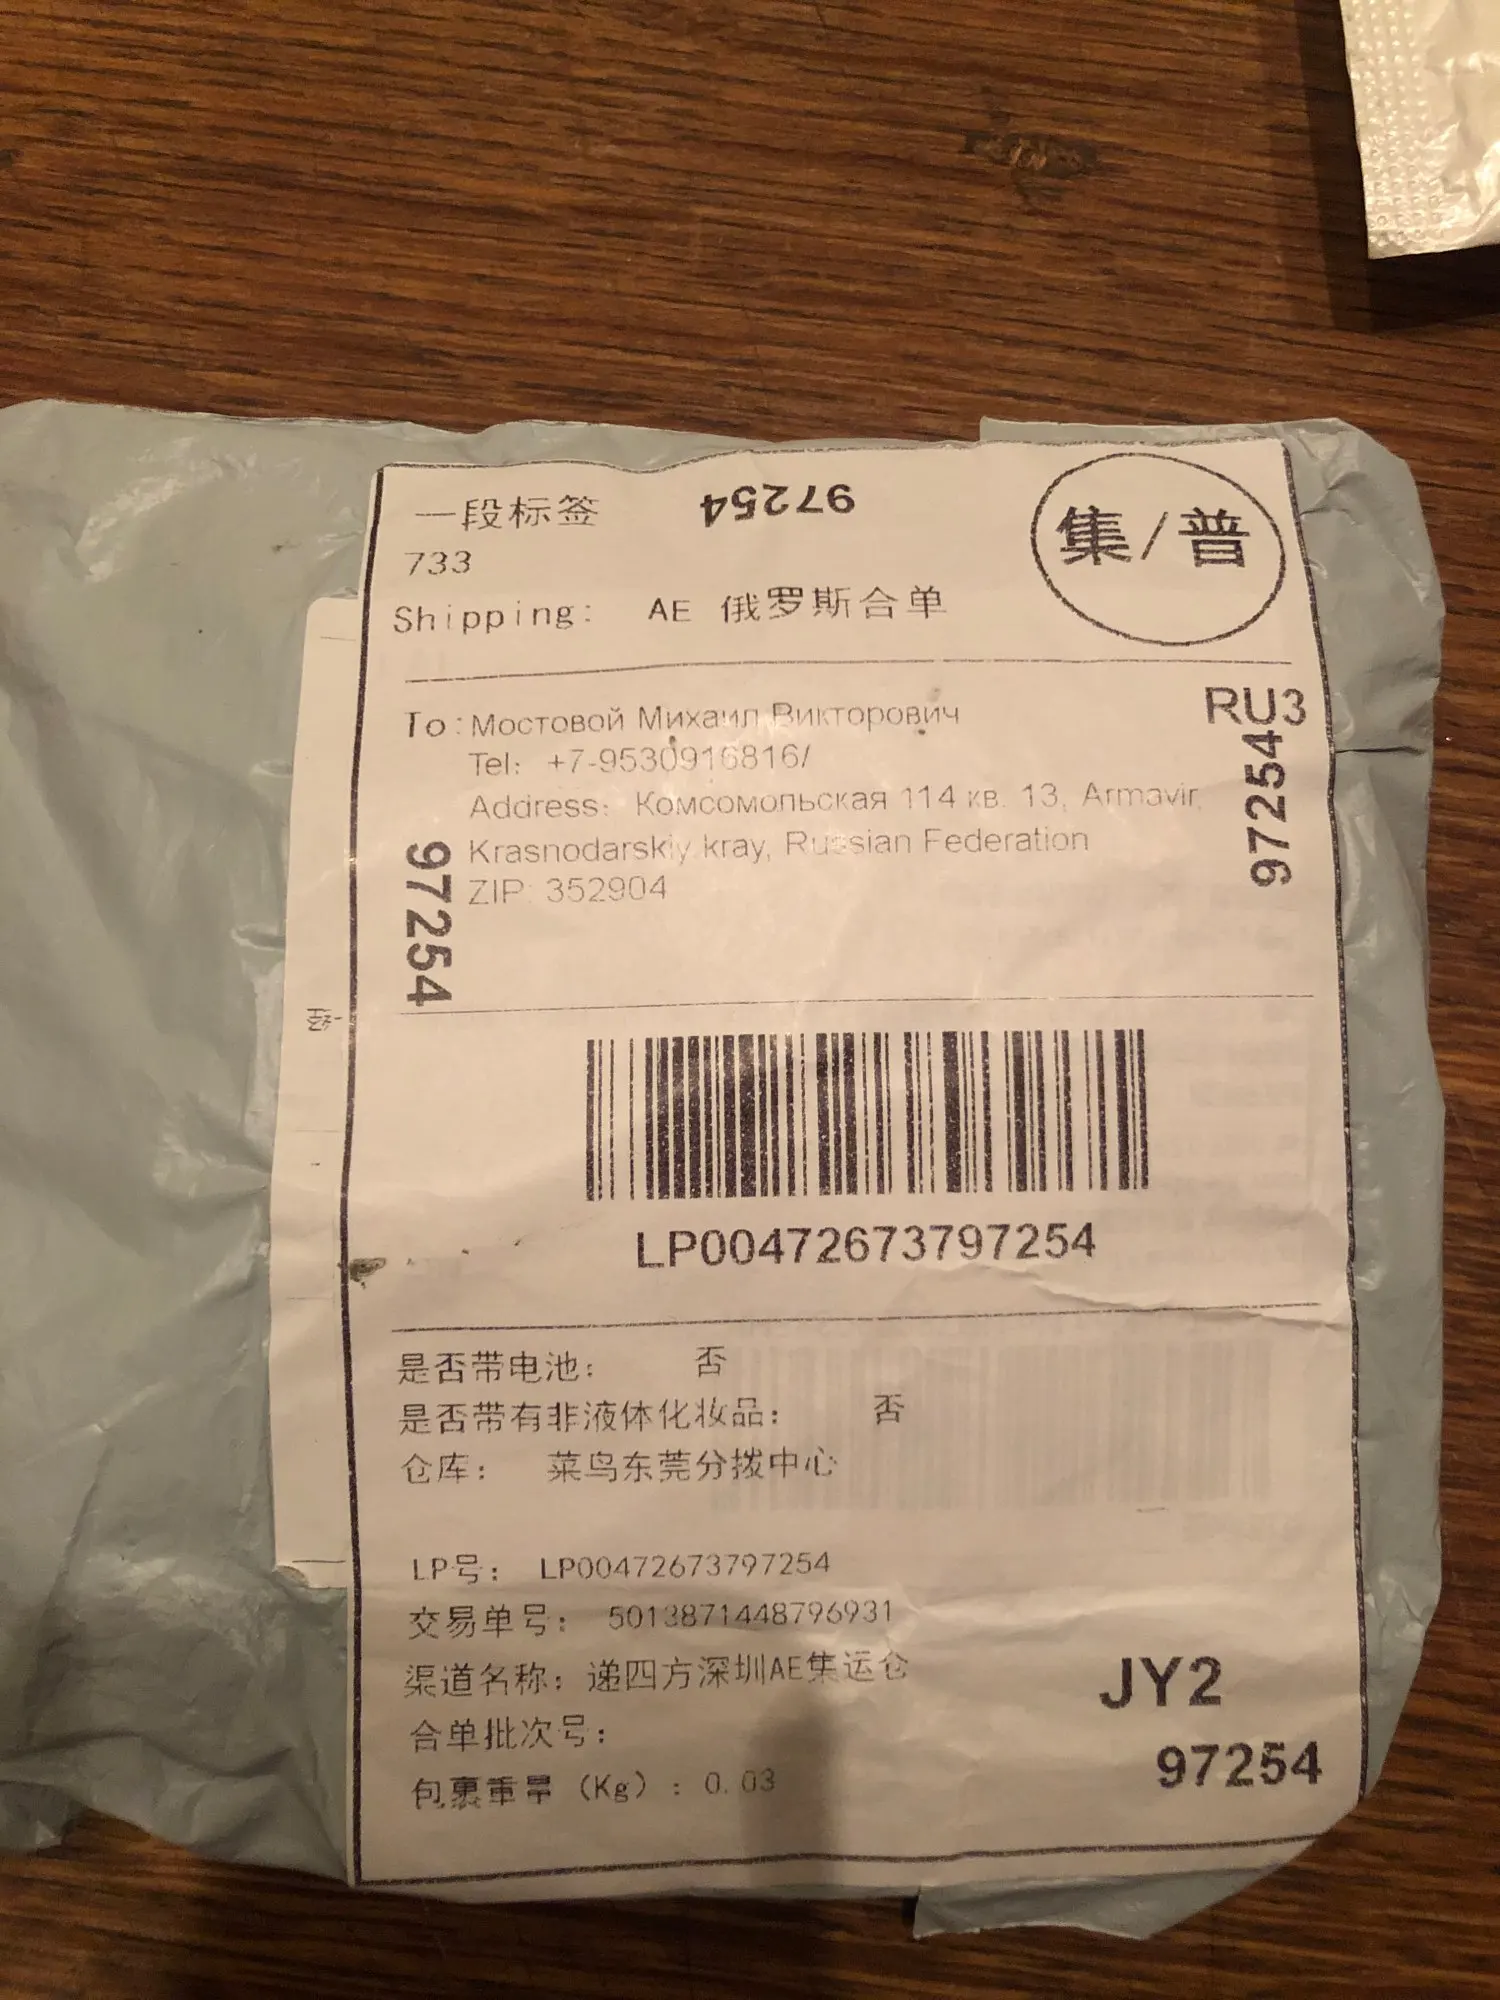 一段标签
97254
集/普
733
Shipping: AE 俄罗斯合单
RU3
To:Мостовой Михаил Викторович
Tel: +7-9530916816/
Address: Комсомольская 114 кв. 13, Armavir,
Krasnodarskiy kray, Russian Federation
ZIP: 352904
97254
97254
LP00472673797254
是否带电池: 否
是否带有非液体化妆品: 否
仓库: 菜鸟东莞分拨中心
LP号: LP00472673797254
交易单号: 5013871448796931
渠道名称: 递四方深圳AE集运仓
JY2
合单批次号:
97254
包裹重量 (Kg) : 0.03